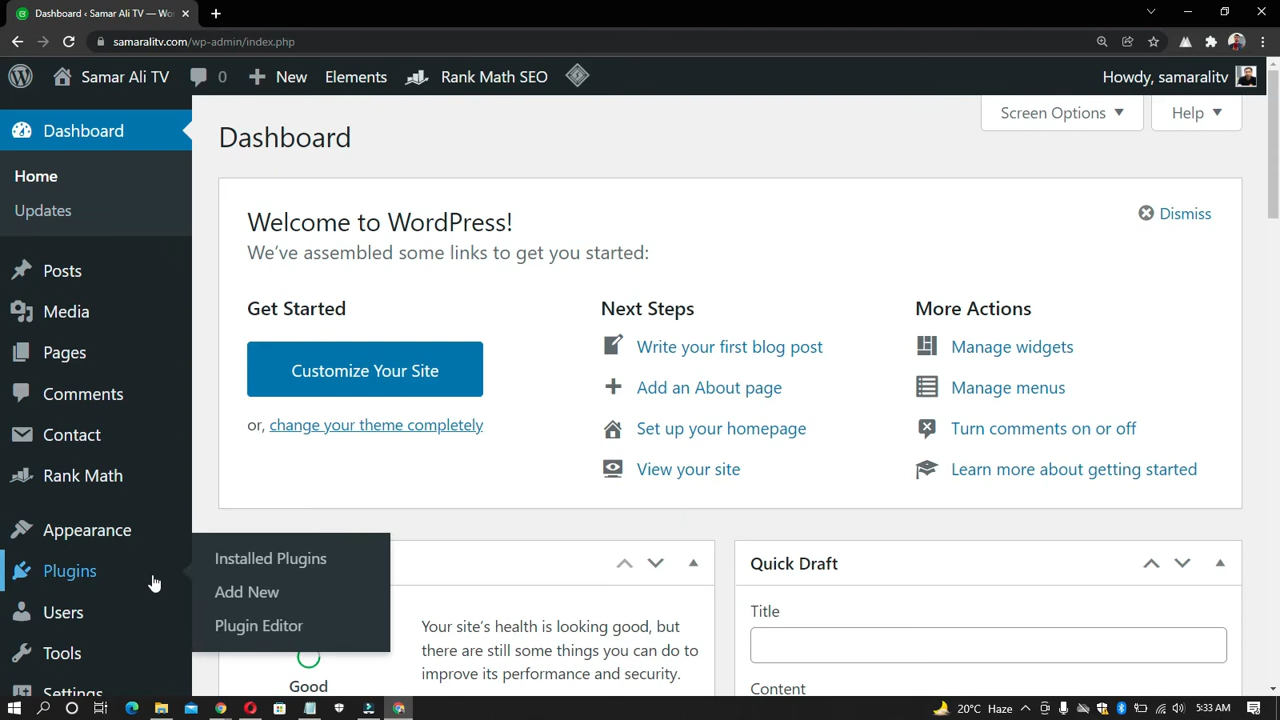 Dashboard ‹ Samar Ali TV — Wo
samaralitv.com/wp-admin/index.php
Samar Ali TV
0
New
Elements
Rank Math SEO
Howdy, samaralitv
Dashboard
Home
Updates
Posts
Media
Pages
Comments
Contact
Rank Math
Appearance
Plugins
Users
Tools
Settings
Installed Plugins
Add New
Plugin Editor
Screen Options
Help
Dashboard
Welcome to WordPress!
We've assembled some links to get you started:
Dismiss
Get Started
Customize Your Site
or, change your theme completely
Next Steps
Write your first blog post
Add an About page
Set up your homepage
View your site
More Actions
Manage widgets
Manage menus
Turn comments on or off
Learn more about getting started
Good
Your site's health is looking good, but
there are still some things you can do to
improve its performance and security.
Quick Draft
Title
Content
20°C Haze
5:33 AM